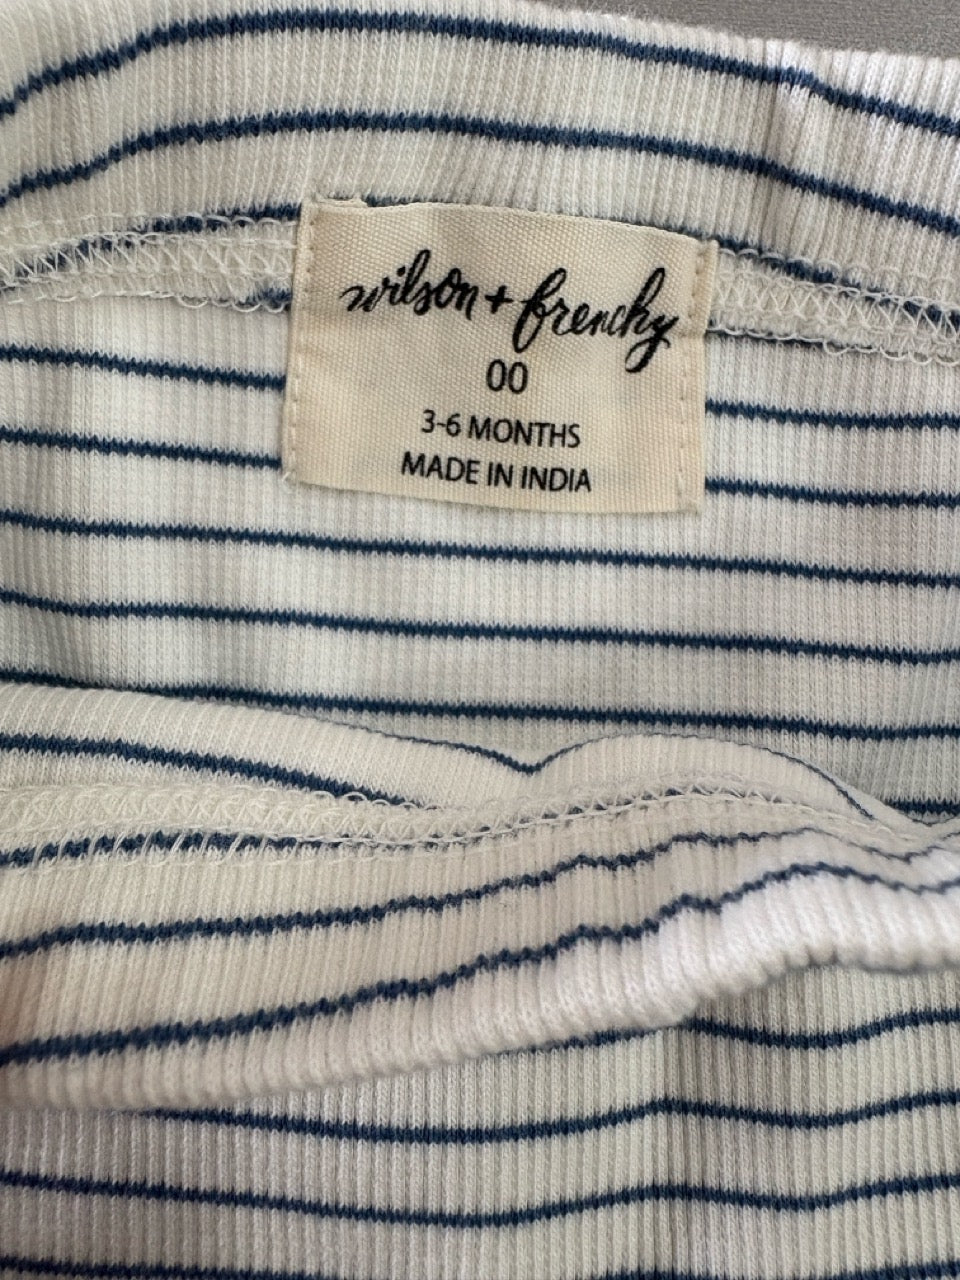 wilson + frenchy
00
3-6 MONTHS
MADE IN INDIA